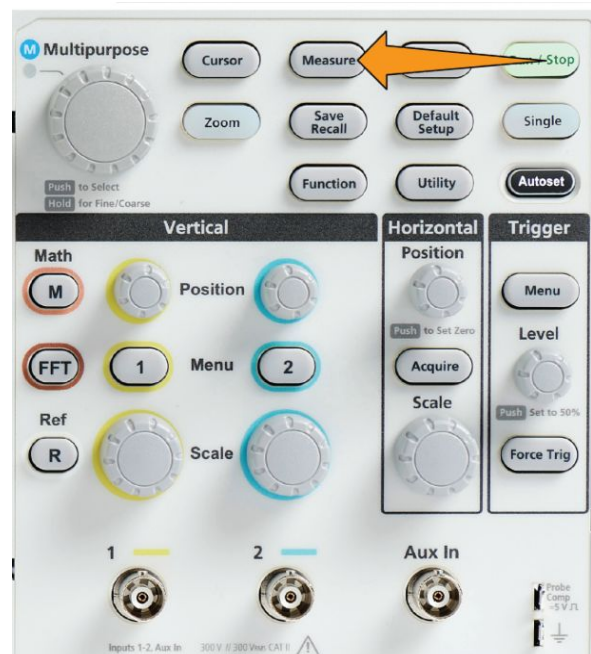 M Multipurpose
Cursor
Measure
Stop
Zoom
Save
Recall
Default
Setup
Single
Push to Select
Hold for Fine/Coarse
Function
Utility
Autoset
Vertical
Horizontal
Trigger
Math
M
Position
Position
Push to Set Zero
Menu
FFT
1
Menu
2
Acquire
Level
Push Set to 50%
Ref
R
Scale
Scale
Force Trig
1
2
Aux In
Probe
Comp
~5 V
Inputs 1-2, Aux In 300 V CAT II